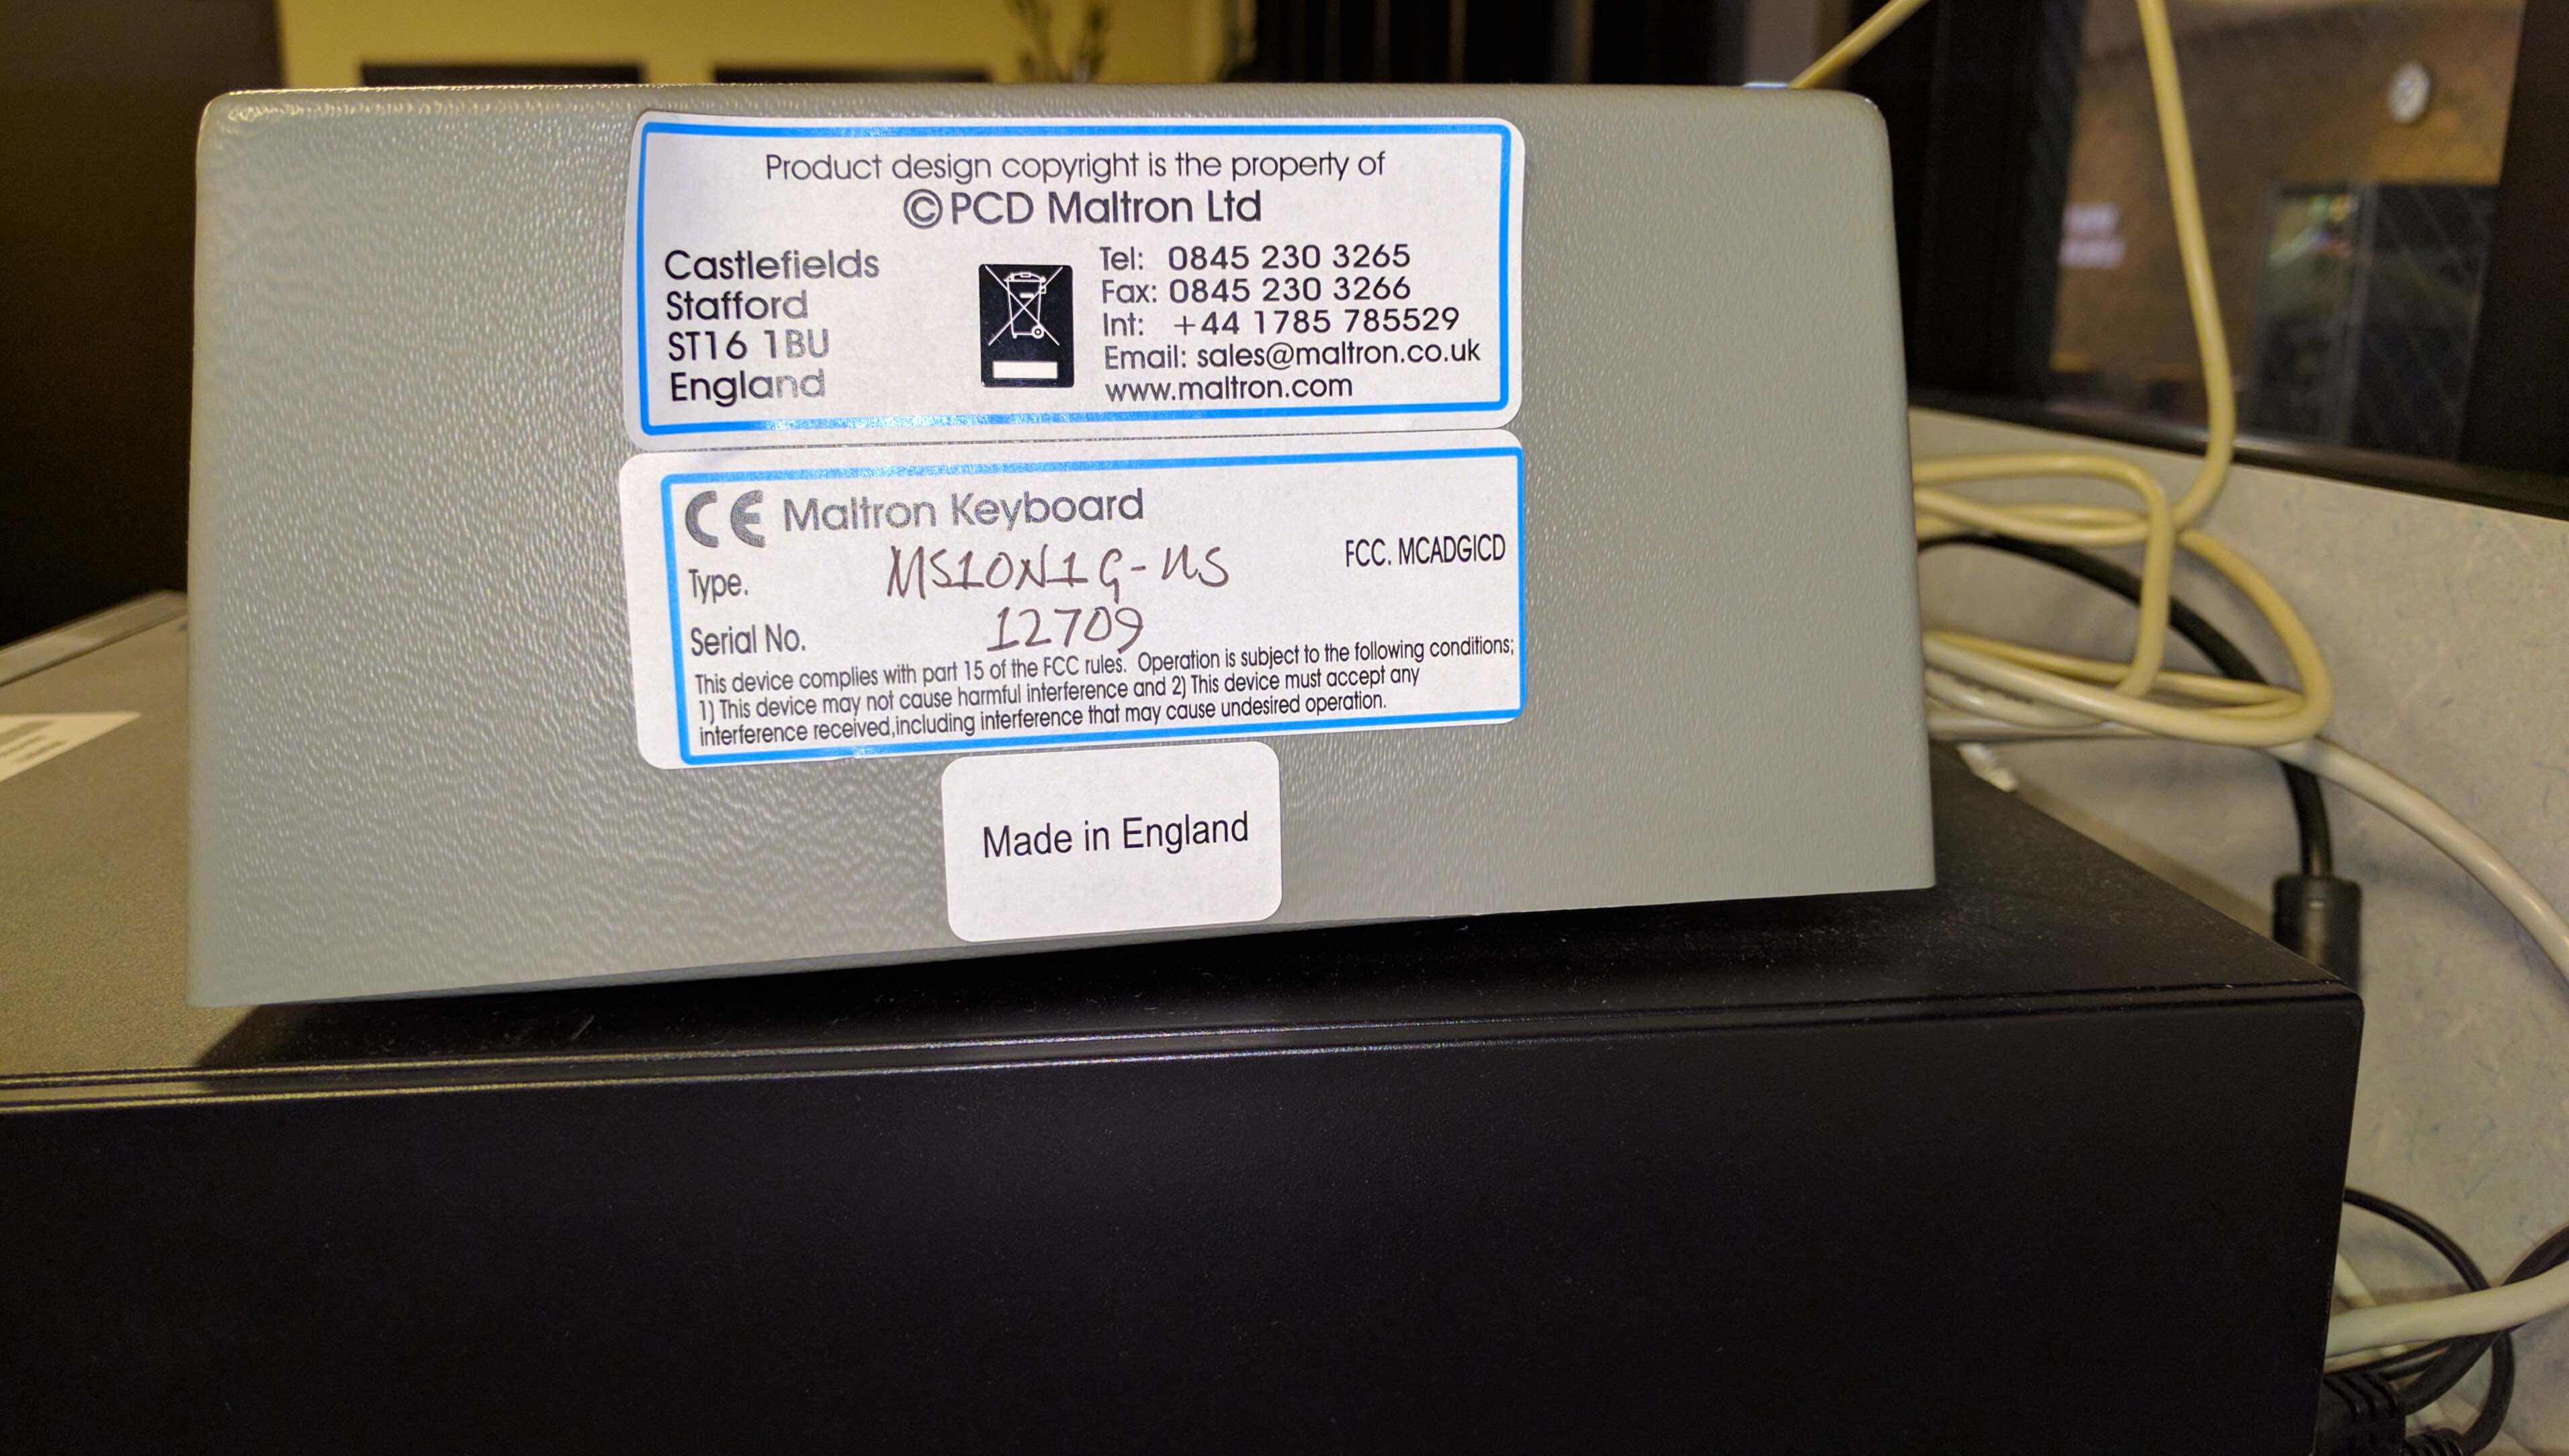 Product design copyright is the property of
©PCD Maltron Ltd
Castlefields
Stafford
ST16 1BU
England
Tel: 0845 230 3265
Fax: 0845 230 3266
Int: +44 1785 785529
Email: sales@maltron.co.uk
www.maltron.com
CE Maltron Keyboard
FCC. MCADGICD
Type. MS10N1G-US
Serial No. 12709
This device complies with part 15 of the FCC rules. Operation is subject to the following conditions;
1) This device may not cause harmful interference and 2) This device must accept any
interference received,including interference that may cause undesired operation.
Made in England